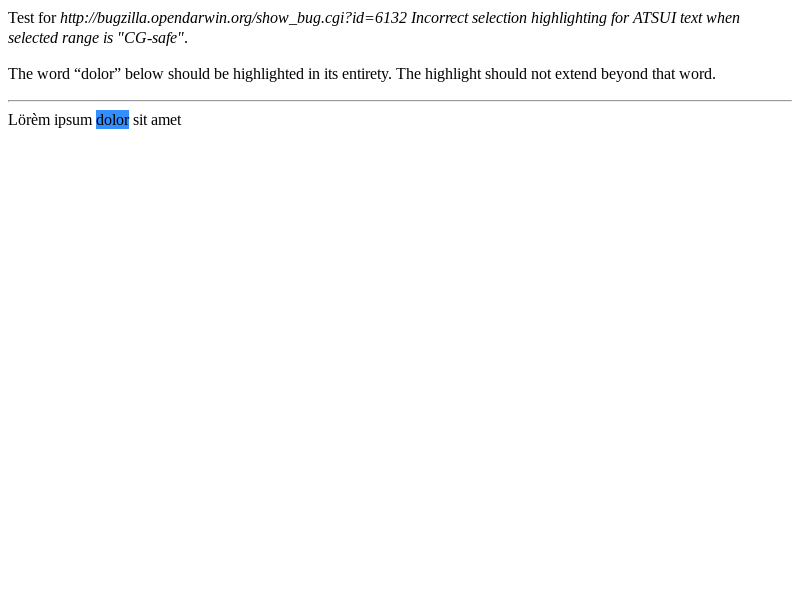 Test for http://bugzilla.opendarwin.org/show_bug.cgi?id=6132 Incorrect selection highlighting for ATSUI text when
selected range is "CG-safe".
The word “dolor” below should be highlighted in its entirety. The highlight should not extend beyond that word.
Lörèm ipsum dolor sit amet